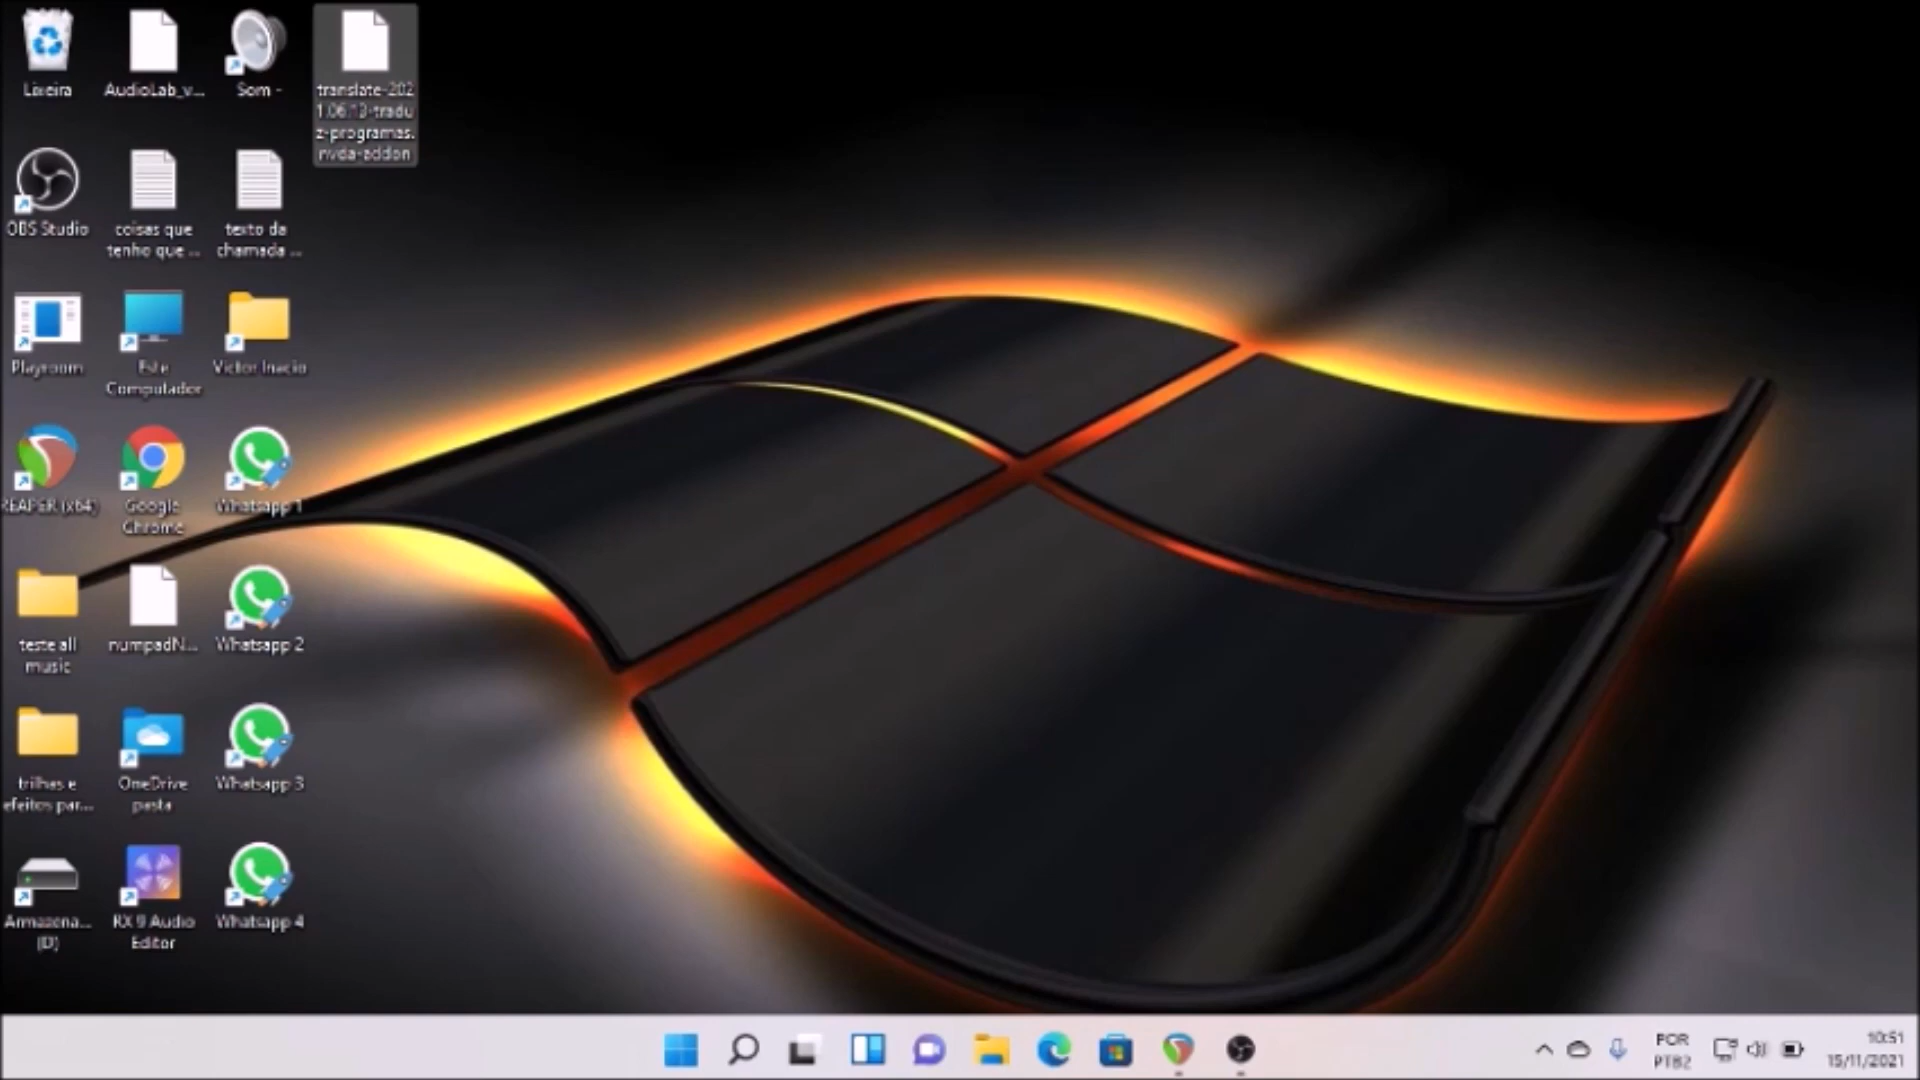 Lixeira
AudioLab_v...
Som -
translate-202
1.06.13-tradu
z-programas.
nvda-addon
OBS Studio
coisas que
tenho que ...
texto da
chamada ...
Playroom
Este
Computador
Victor Inacio
REAPER (x64)
Google
Chrome
Whatsapp 1
teste all
music
numpadN...
Whatsapp 2
trilhas e
efeitos par...
OneDrive
pasta
Whatsapp 3
Armazena...
(D)
RX 9 Audio
Editor
Whatsapp 4
POR
PTB2
10:51
15/11/2021